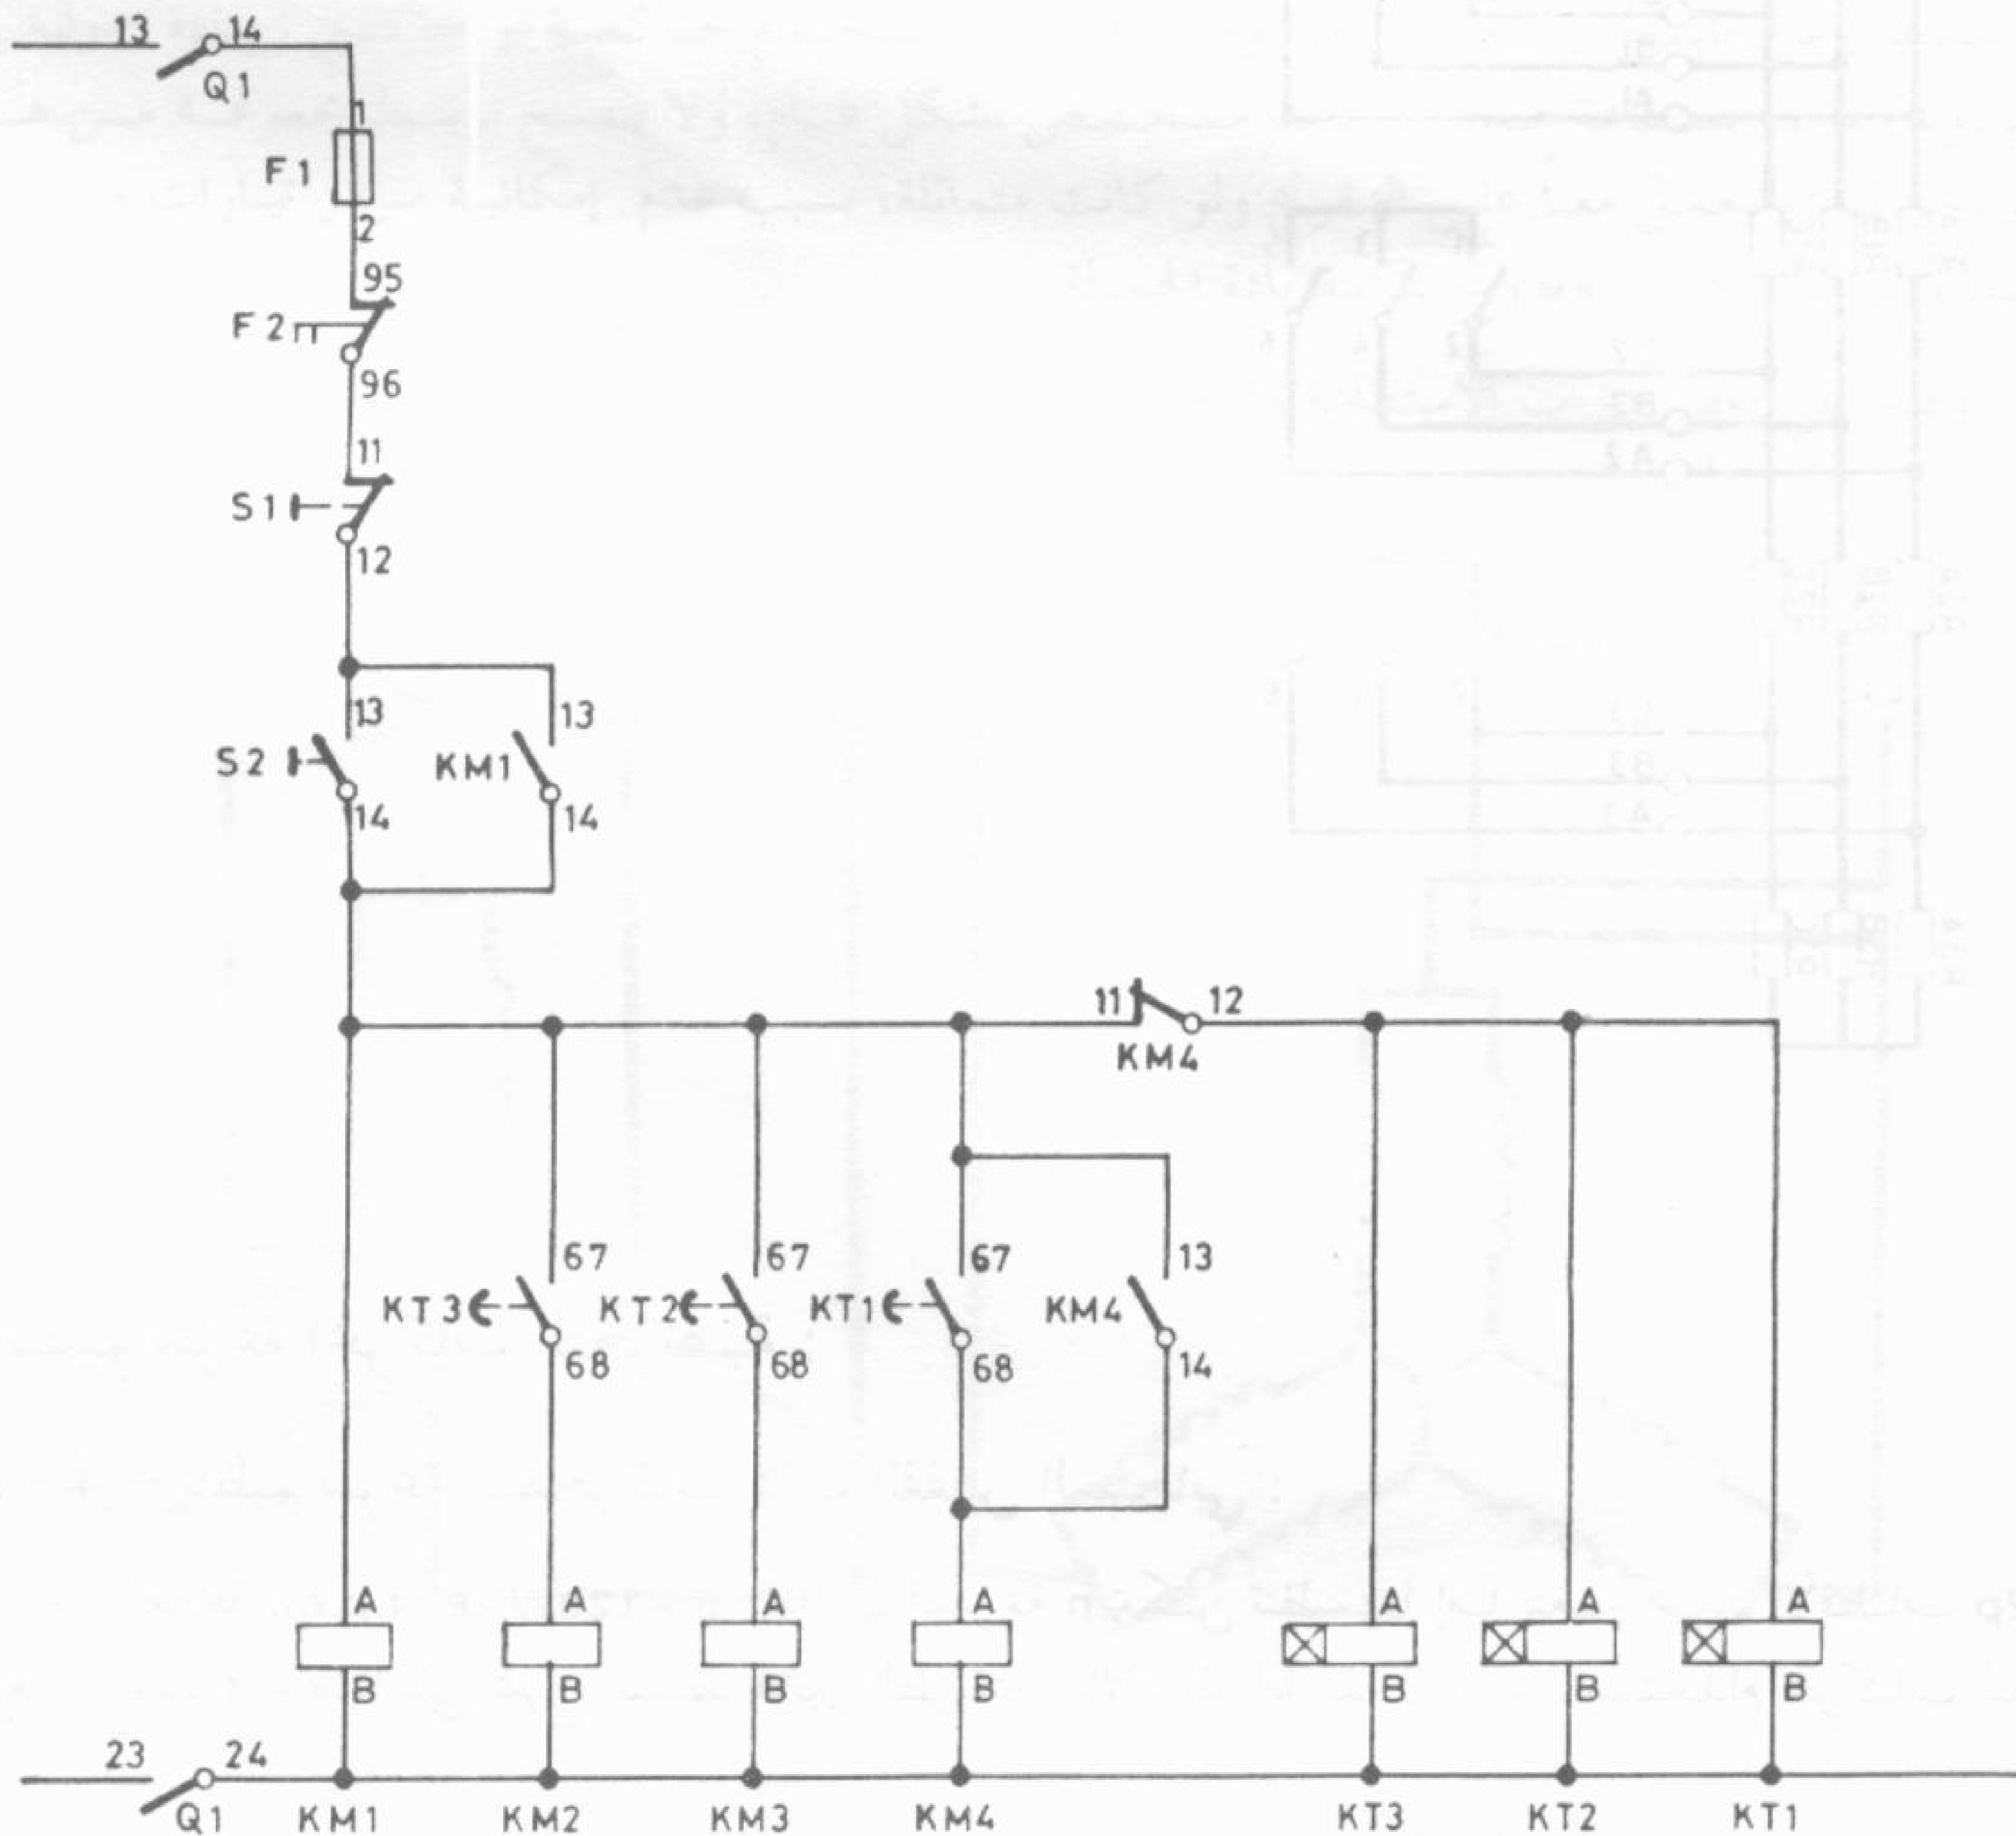 13 14
Q1
1
F1
2
95
F2
96
11
S1
12
13 13
S2 KM1
14 14
11 12
KM4
67 67 67 13
KT3 KT2 KT1 KM4
68 68 68 14
A A A A A A A
B B B B B B B
23 24
Q1 KM1 KM2 KM3 KM4 KT3 KT2 KT1